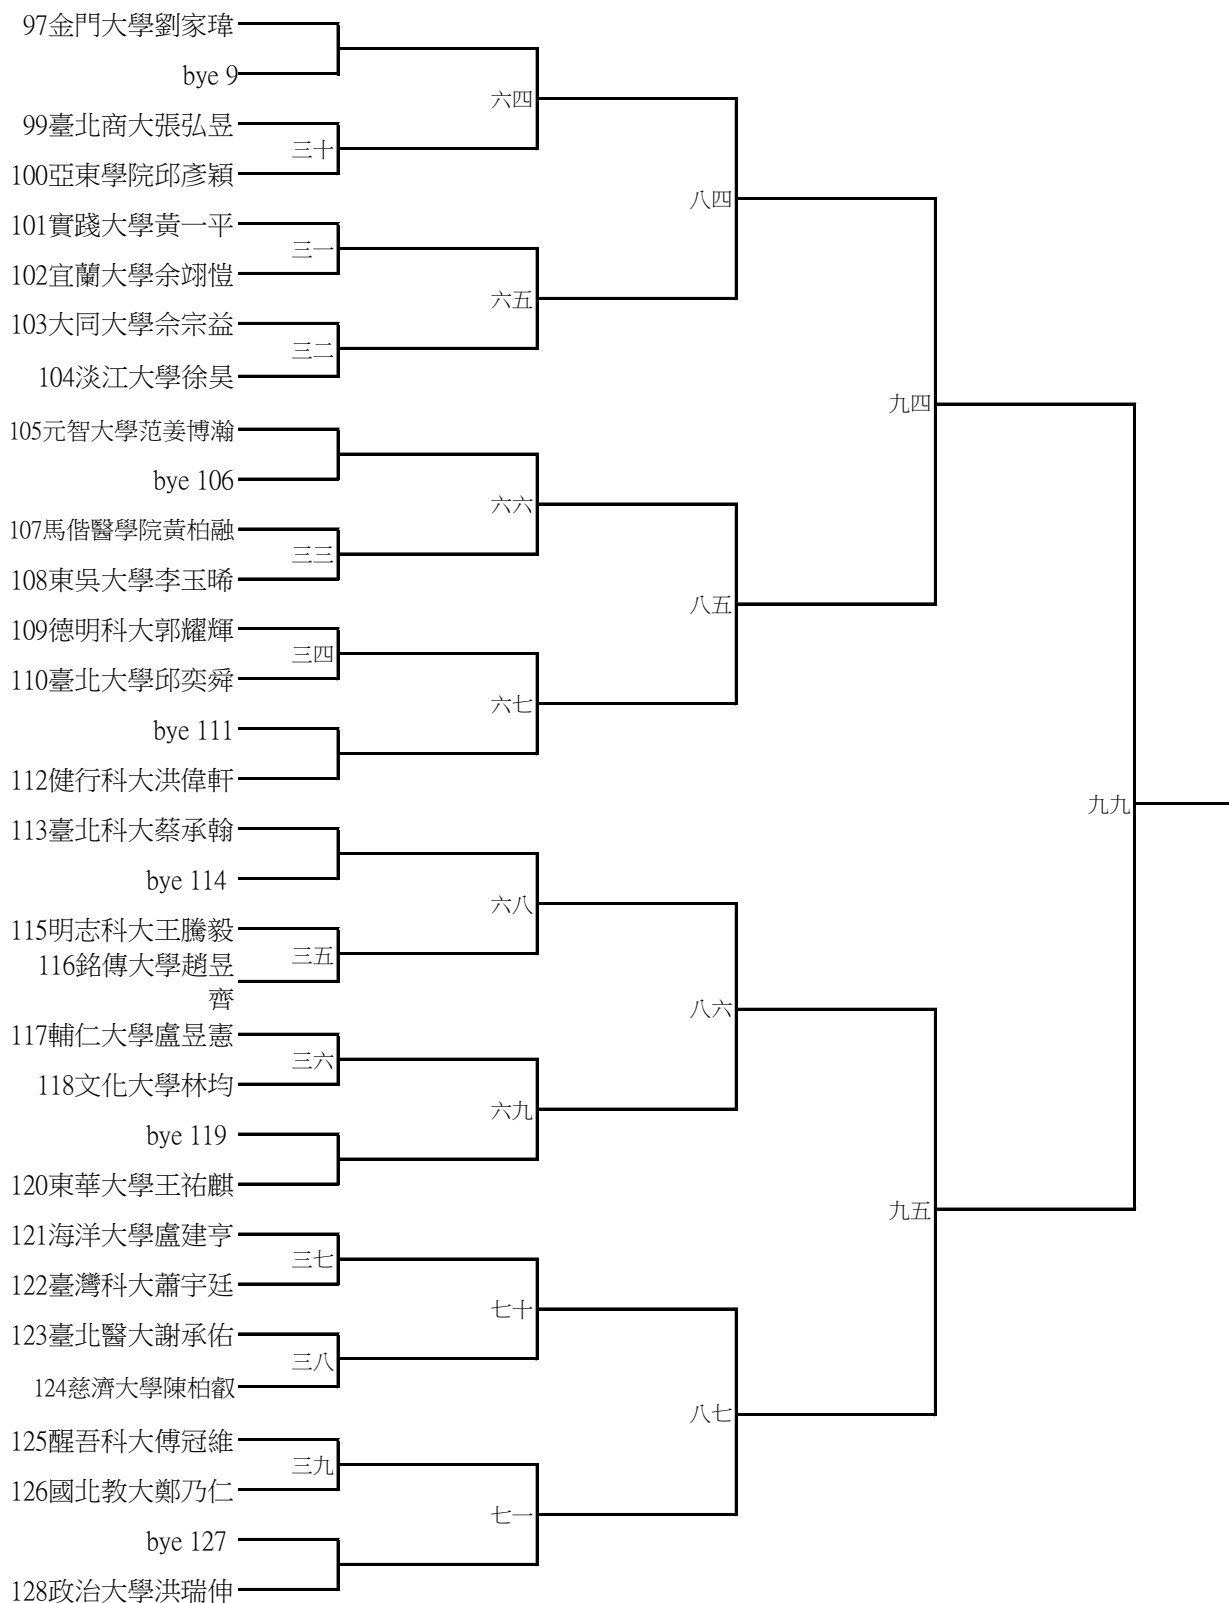 97金門大學劉家瑋
bye 9
六四
99臺北商大張弘昱
三十
100亞東學院邱彥穎
八四
101實踐大學黃一平
三一
102宜蘭大學余翊愷
六五
103大同大學余宗益
三二
104淡江大學徐昊
九四
105元智大學范姜博瀚
bye 106
六六
107馬偕醫學院黃柏融
三三
108東吳大學李玉晞
八五
109德明科大郭耀輝
三四
110臺北大學邱奕舜
六七
bye 111
112健行科大洪偉軒
九九
113臺北科大蔡承翰
bye 114
六八
115明志科大王騰毅
三五
116銘傳大學趙昱
齊
八六
117輔仁大學盧昱憲
三六
118文化大學林均
六九
bye 119
120東華大學王祐麒
九五
121海洋大學盧建亨
三七
122臺灣科大蕭宇廷
七十
123臺北醫大謝承佑
三八
124慈濟大學陳柏叡
八七
125醒吾科大傅冠維
三九
126國北教大鄭乃仁
七一
bye 127
128政治大學洪瑞伸